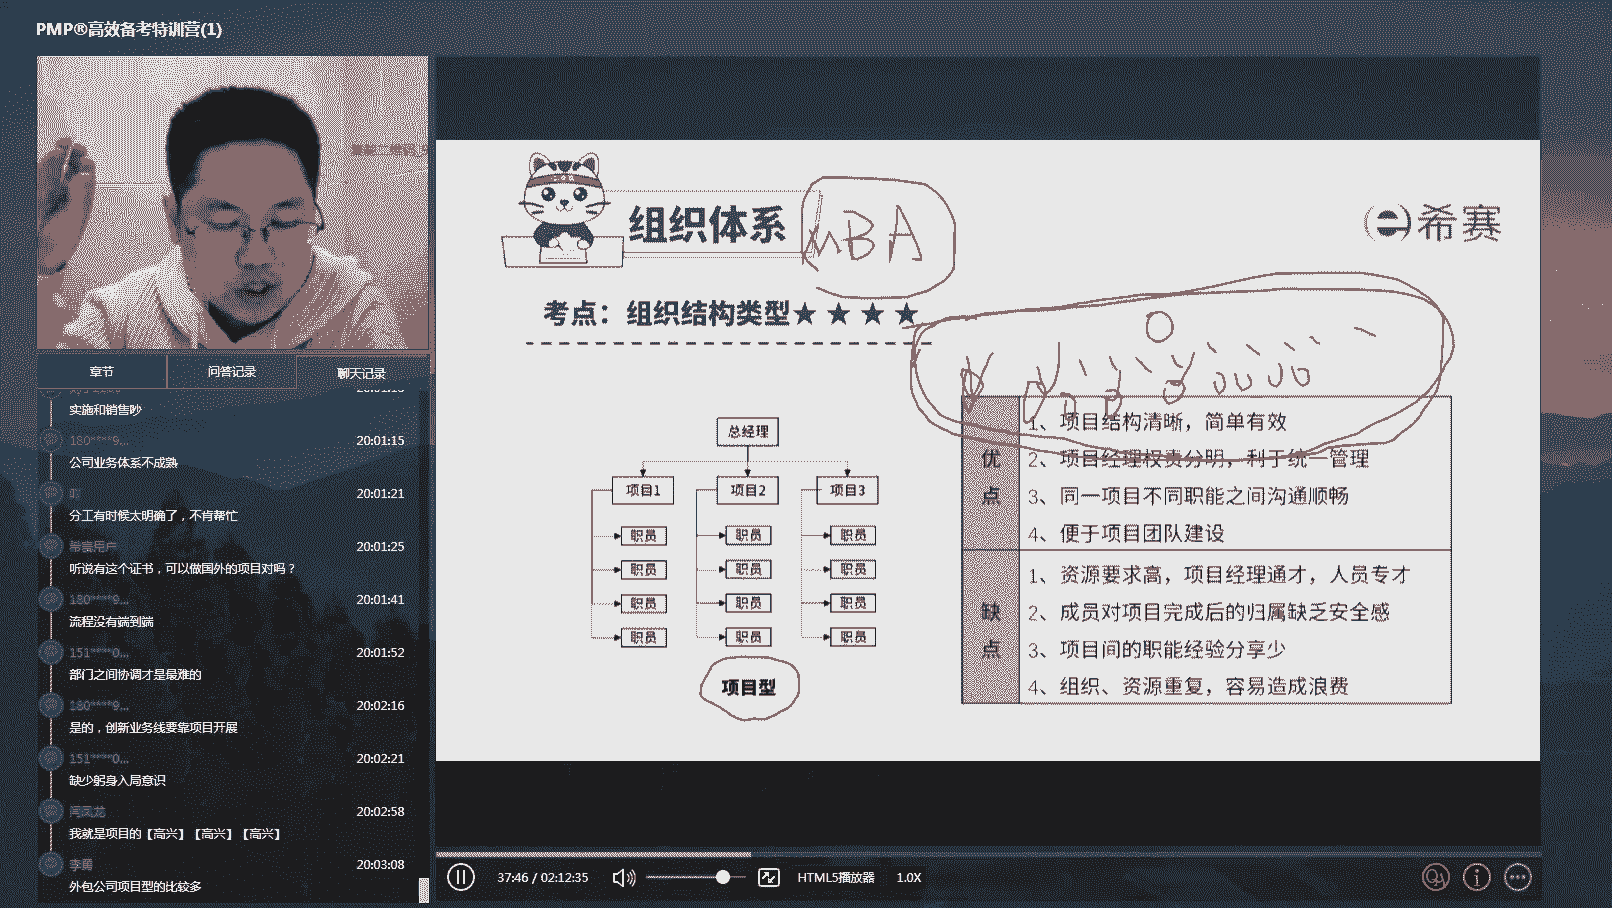 PMP®高效备考特训营(1)
章节
问答记录
聊天记录
实施和销售吵
180****9...
20:01:15
公司业务体系不成熟
20:01:21
分工有时候太明确了，不肯帮忙
希赛用户
20:01:25
听说有这个证书，可以做国外的项目对吗？
180****9...
20:01:41
流程没有端到端
151****0...
20:01:52
部门之间协调才是最难的
180****9...
20:02:16
是的，创新业务线要靠项目开展
151****0...
20:02:21
缺少躬身入局意识
闫凤龙
20:02:58
我就是项目的【高兴】【高兴】【高兴】
李勇
20:03:08
外包公司项目型的比较多
组织体系
MBA
希赛
考点：组织结构类型★ ★ ★ ★
总经理
项目1 项目2 项目3
职员 职员 职员
职员 职员 职员
职员 职员 职员
职员 职员 职员
项目型
优点
1、项目结构清晰，简单有效
2、项目经理权责分明，利于统一管理
3、同一项目不同职能之间沟通顺畅
4、便于项目团队建设
缺点
1、资源要求高，项目经理通才，人员专才
2、成员对项目完成后的归属缺乏安全感
3、项目间的职能经验分享少
4、组织、资源重复，容易造成浪费
37:46 / 02:12:35
HTML5播放器
1.0X